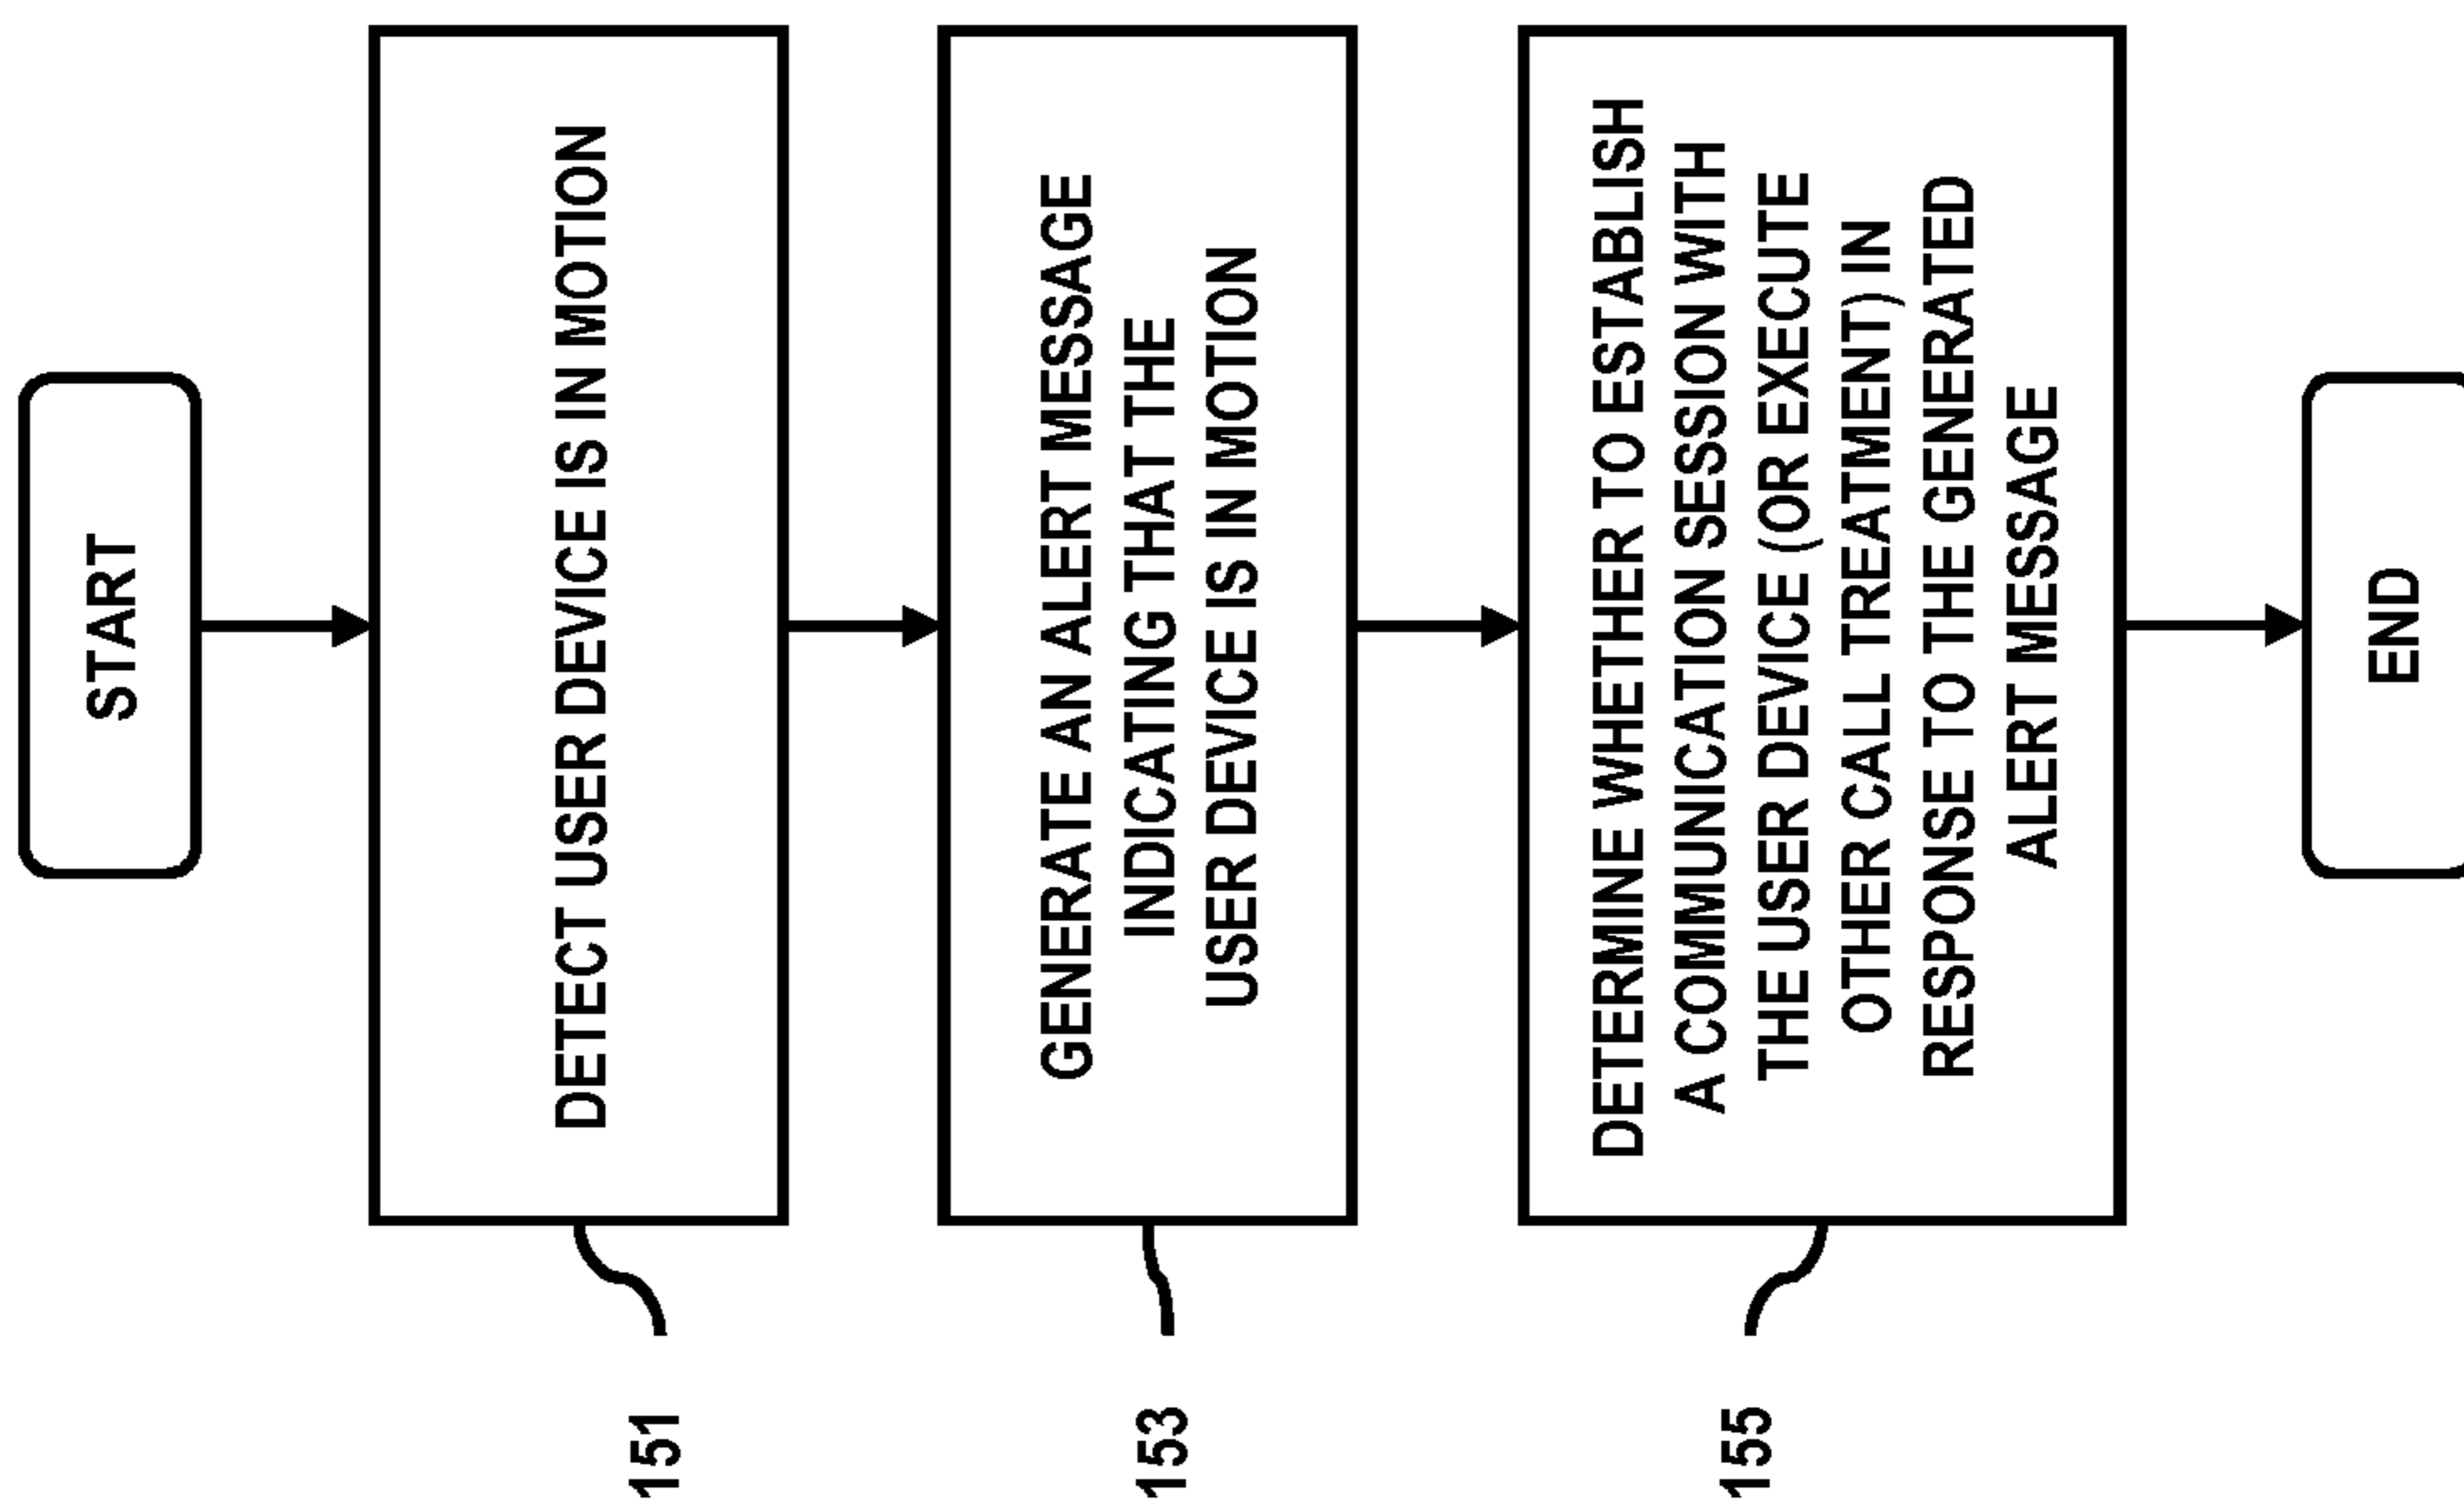 START
DETECT USER DEVICE IS IN MOTION
151
GENERATE AN ALERT MESSAGE
INDICATING THAT THE
USER DEVICE IS IN MOTION
153
DETERMINE WHETHER TO ESTABLISH
A COMMUNICATION SESSION WITH
THE USER DEVICE (OR EXECUTE
OTHER CALL TREATMENT) IN
RESPONSE TO THE GENERATED
ALERT MESSAGE
155
END